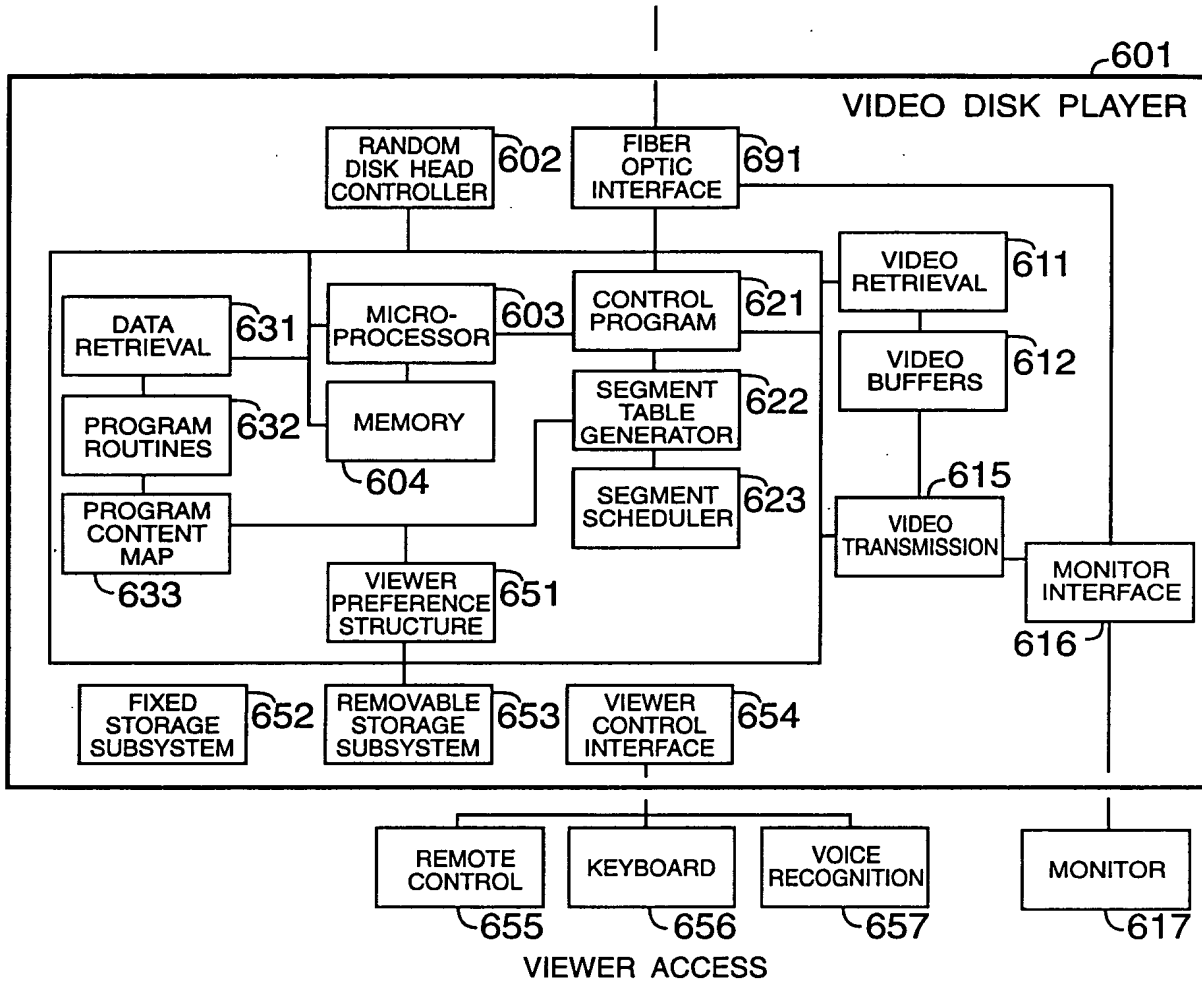 601
VIDEO DISK PLAYER
RANDOM
DISK HEAD
CONTROLLER
602
FIBER
OPTIC
INTERFACE
691
DATA
RETRIEVAL
631
MICRO-
PROCESSOR
603
CONTROL
PROGRAM
621
VIDEO
RETRIEVAL
611
PROGRAM
ROUTINES
632
MEMORY
604
SEGMENT
TABLE
GENERATOR
622
VIDEO
BUFFERS
612
PROGRAM
CONTENT
MAP
633
SEGMENT
SCHEDULER
623
615
VIDEO
TRANSMISSION
VIEWER
PREFERENCE
STRUCTURE
651
MONITOR
INTERFACE
616
FIXED
STORAGE
SUBSYSTEM
652
REMOVABLE
STORAGE
SUBSYSTEM
653
VIEWER
CONTROL
INTERFACE
654
REMOTE
CONTROL
655
KEYBOARD
656
VOICE
RECOGNITION
657
MONITOR
617
VIEWER ACCESS